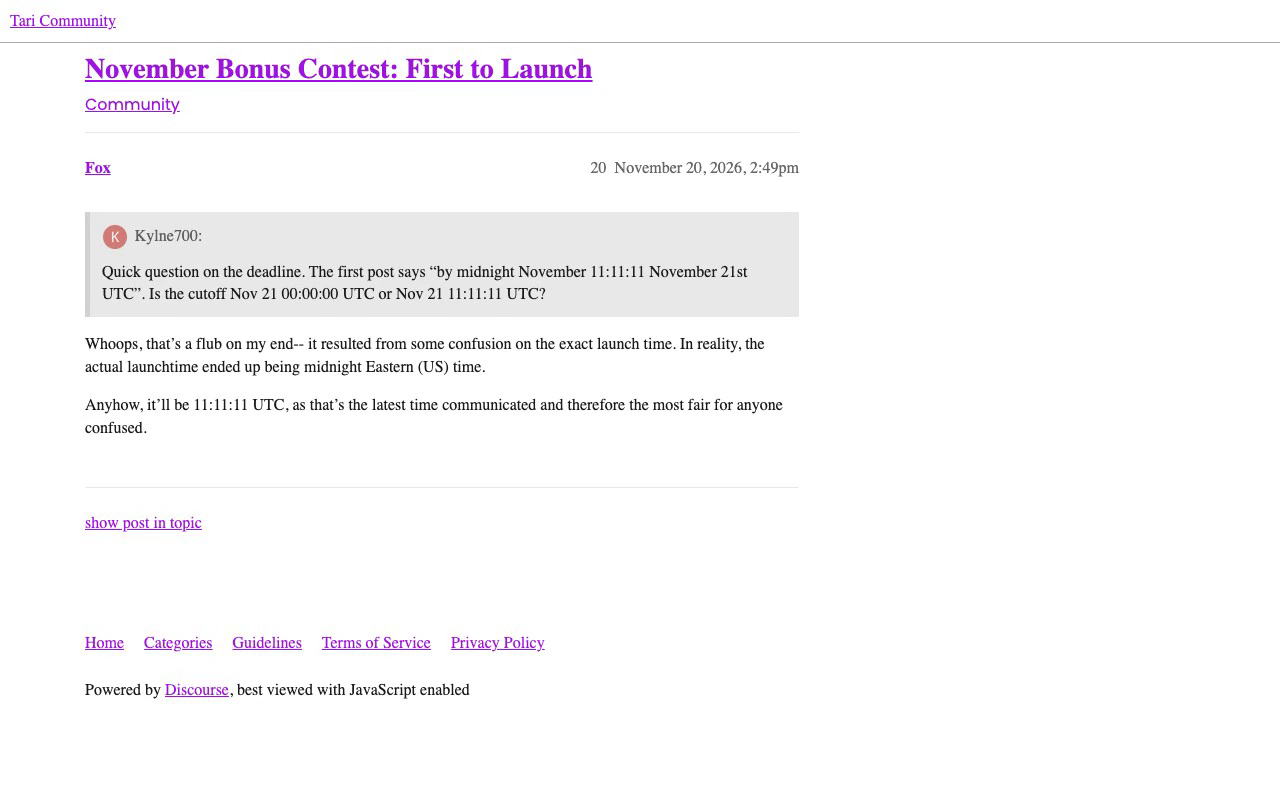 Tari Community
November Bonus Contest: First to Launch
Community
Fox 20 November 20, 2026, 2:49pm
K Kylne700:
Quick question on the deadline. The first post says “by midnight November 11:11:11 November 21st
UTC”. Is the cutoff Nov 21 00:00:00 UTC or Nov 21 11:11:11 UTC?
Whoops, that’s a flub on my end-- it resulted from some confusion on the exact launch time. In reality, the
actual launchtime ended up being midnight Eastern (US) time.
Anyhow, it’ll be 11:11:11 UTC, as that’s the latest time communicated and therefore the most fair for anyone
confused.
show post in topic
Home Categories Guidelines Terms of Service Privacy Policy
Powered by Discourse, best viewed with JavaScript enabled